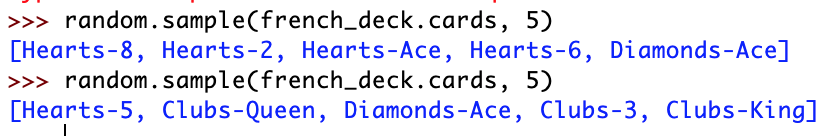 >>> random.sample(french_deck.cards, 5)
[Hearts-8, Hearts-2, Hearts-Ace, Hearts-6, Diamonds-Ace]
>>> random.sample(french_deck.cards, 5)
[Hearts-5, Clubs-Queen, Diamonds-Ace, Clubs-3, Clubs-King]